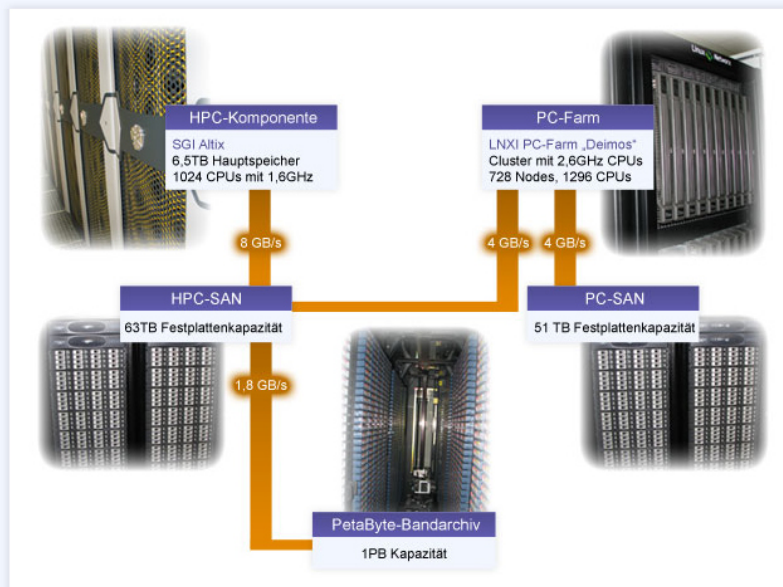 Linux Networx
HPC-Komponente
SGI Altix
6,5TB Hauptspeicher
1024 CPUs mit 1,6GHz
PC-Farm
LNXI PC-Farm „Deimos“
Cluster mit 2,6GHz CPUs
728 Nodes, 1296 CPUs
8 GB/s
4 GB/s
4 GB/s
HPC-SAN
63TB Festplattenkapazität
PC-SAN
51 TB Festplattenkapazität
1,8 GB/s
PetaByte-Bandarchiv
1PB Kapazität